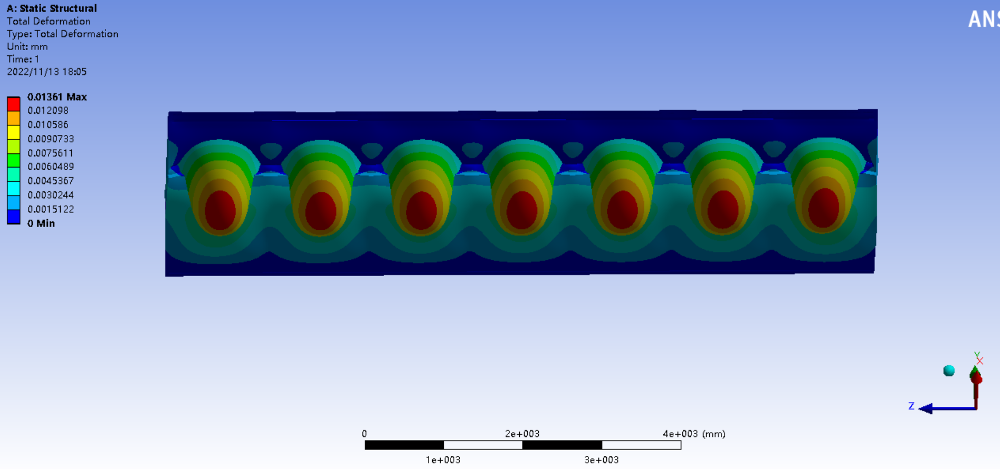 A: Static Structural
Total Deformation
Type: Total Deformation
Unit: mm
Time: 1
2022/11/13 18:05
0.01361 Max
0.012098
0.010586
0.0090733
0.0075611
0.0060489
0.0045367
0.0030244
0.0015122
0 Min
ANS
Y
X
Z
0 2e+003 4e+003 (mm)
1e+003 3e+003